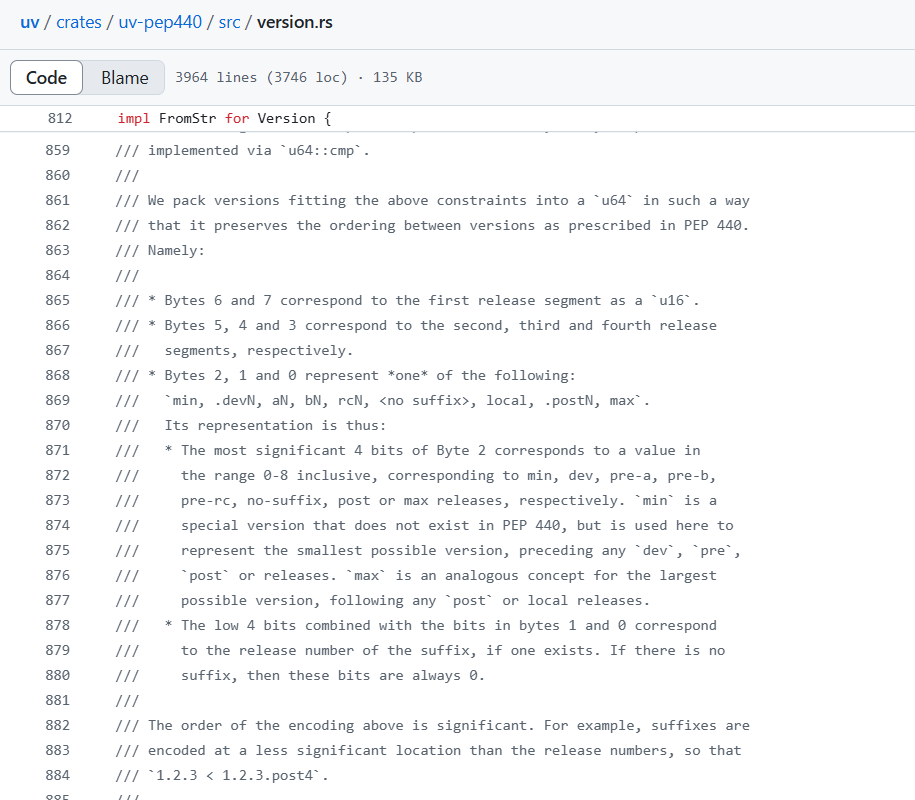 uv / crates / uv-pep440 / src / version.rs
Code Blame 3964 lines (3746 loc) · 135 KB
812 impl FromStr for Version {
859 /// implemented via `u64::cmp`.
860 ///
861 /// We pack versions fitting the above constraints into a `u64` in such a way
862 /// that it preserves the ordering between versions as prescribed in PEP 440.
863 /// Namely:
864 ///
865 /// * Bytes 6 and 7 correspond to the first release segment as a `u16`.
866 /// * Bytes 5, 4 and 3 correspond to the second, third and fourth release
867 /// segments, respectively.
868 /// * Bytes 2, 1 and 0 represent *one* of the following:
869 /// `min, .devN, aN, bN, rcN, <no suffix>, local, .postN, max`.
870 /// Its representation is thus:
871 /// * The most significant 4 bits of Byte 2 corresponds to a value in
872 /// the range 0-8 inclusive, corresponding to min, dev, pre-a, pre-b,
873 /// pre-rc, no-suffix, post or max releases, respectively. `min` is a
874 /// special version that does not exist in PEP 440, but is used here to
875 /// represent the smallest possible version, preceding any `dev`, `pre`,
876 /// `post` or releases. `max` is an analogous concept for the largest
877 /// possible version, following any `post` or local releases.
878 /// * The low 4 bits combined with the bits in bytes 1 and 0 correspond
879 /// to the release number of the suffix, if one exists. If there is no
880 /// suffix, then these bits are always 0.
881 ///
882 /// The order of the encoding above is significant. For example, suffixes are
883 /// encoded at a less significant location than the release numbers, so that
884 /// `1.2.3 < 1.2.3.post4`.
885 ///